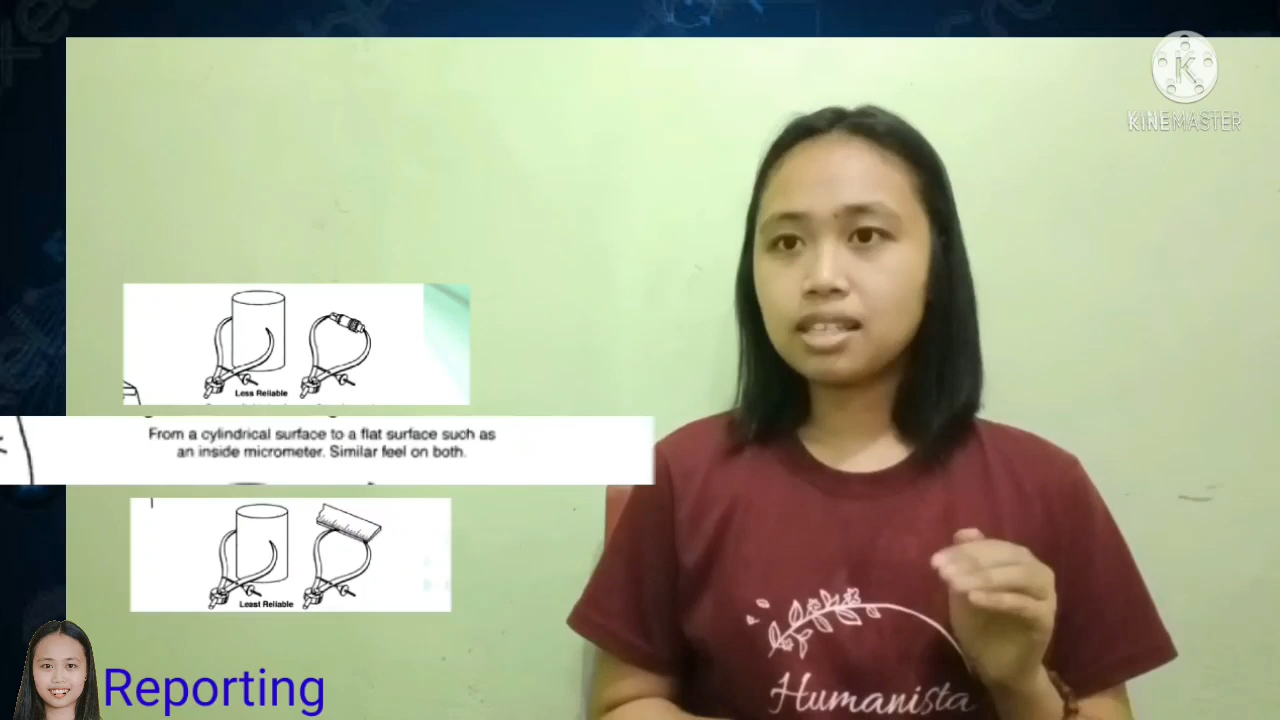 KINEMASTER
Less Reliable
From a cylindrical surface to a flat surface such as
an inside micrometer. Similar feel on both.
Least Reliable
Humanista
Reporting